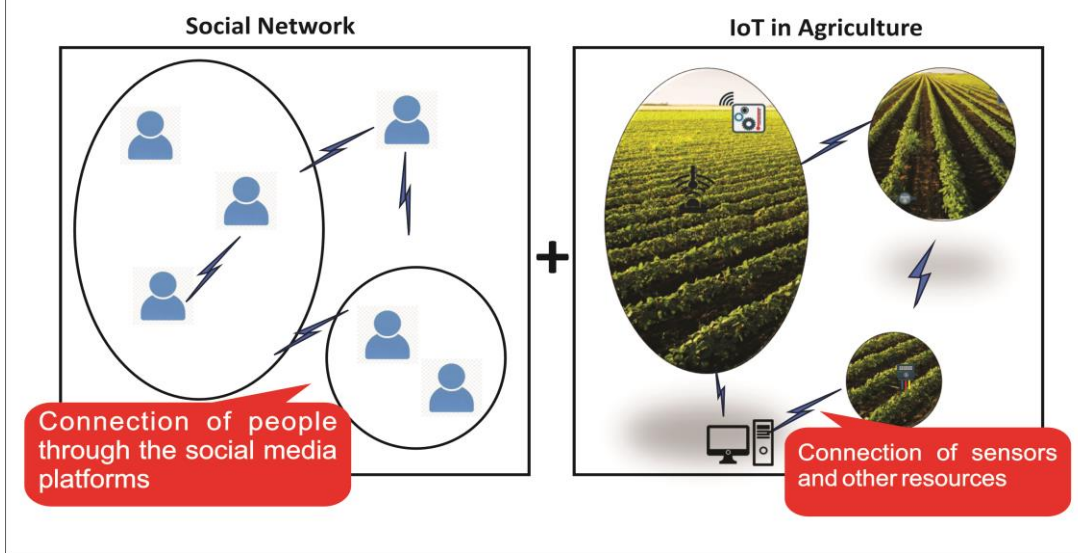 Social Network
IoT in Agriculture
+
Connection of people
through the social media
platforms
Connection of sensors
and other resources